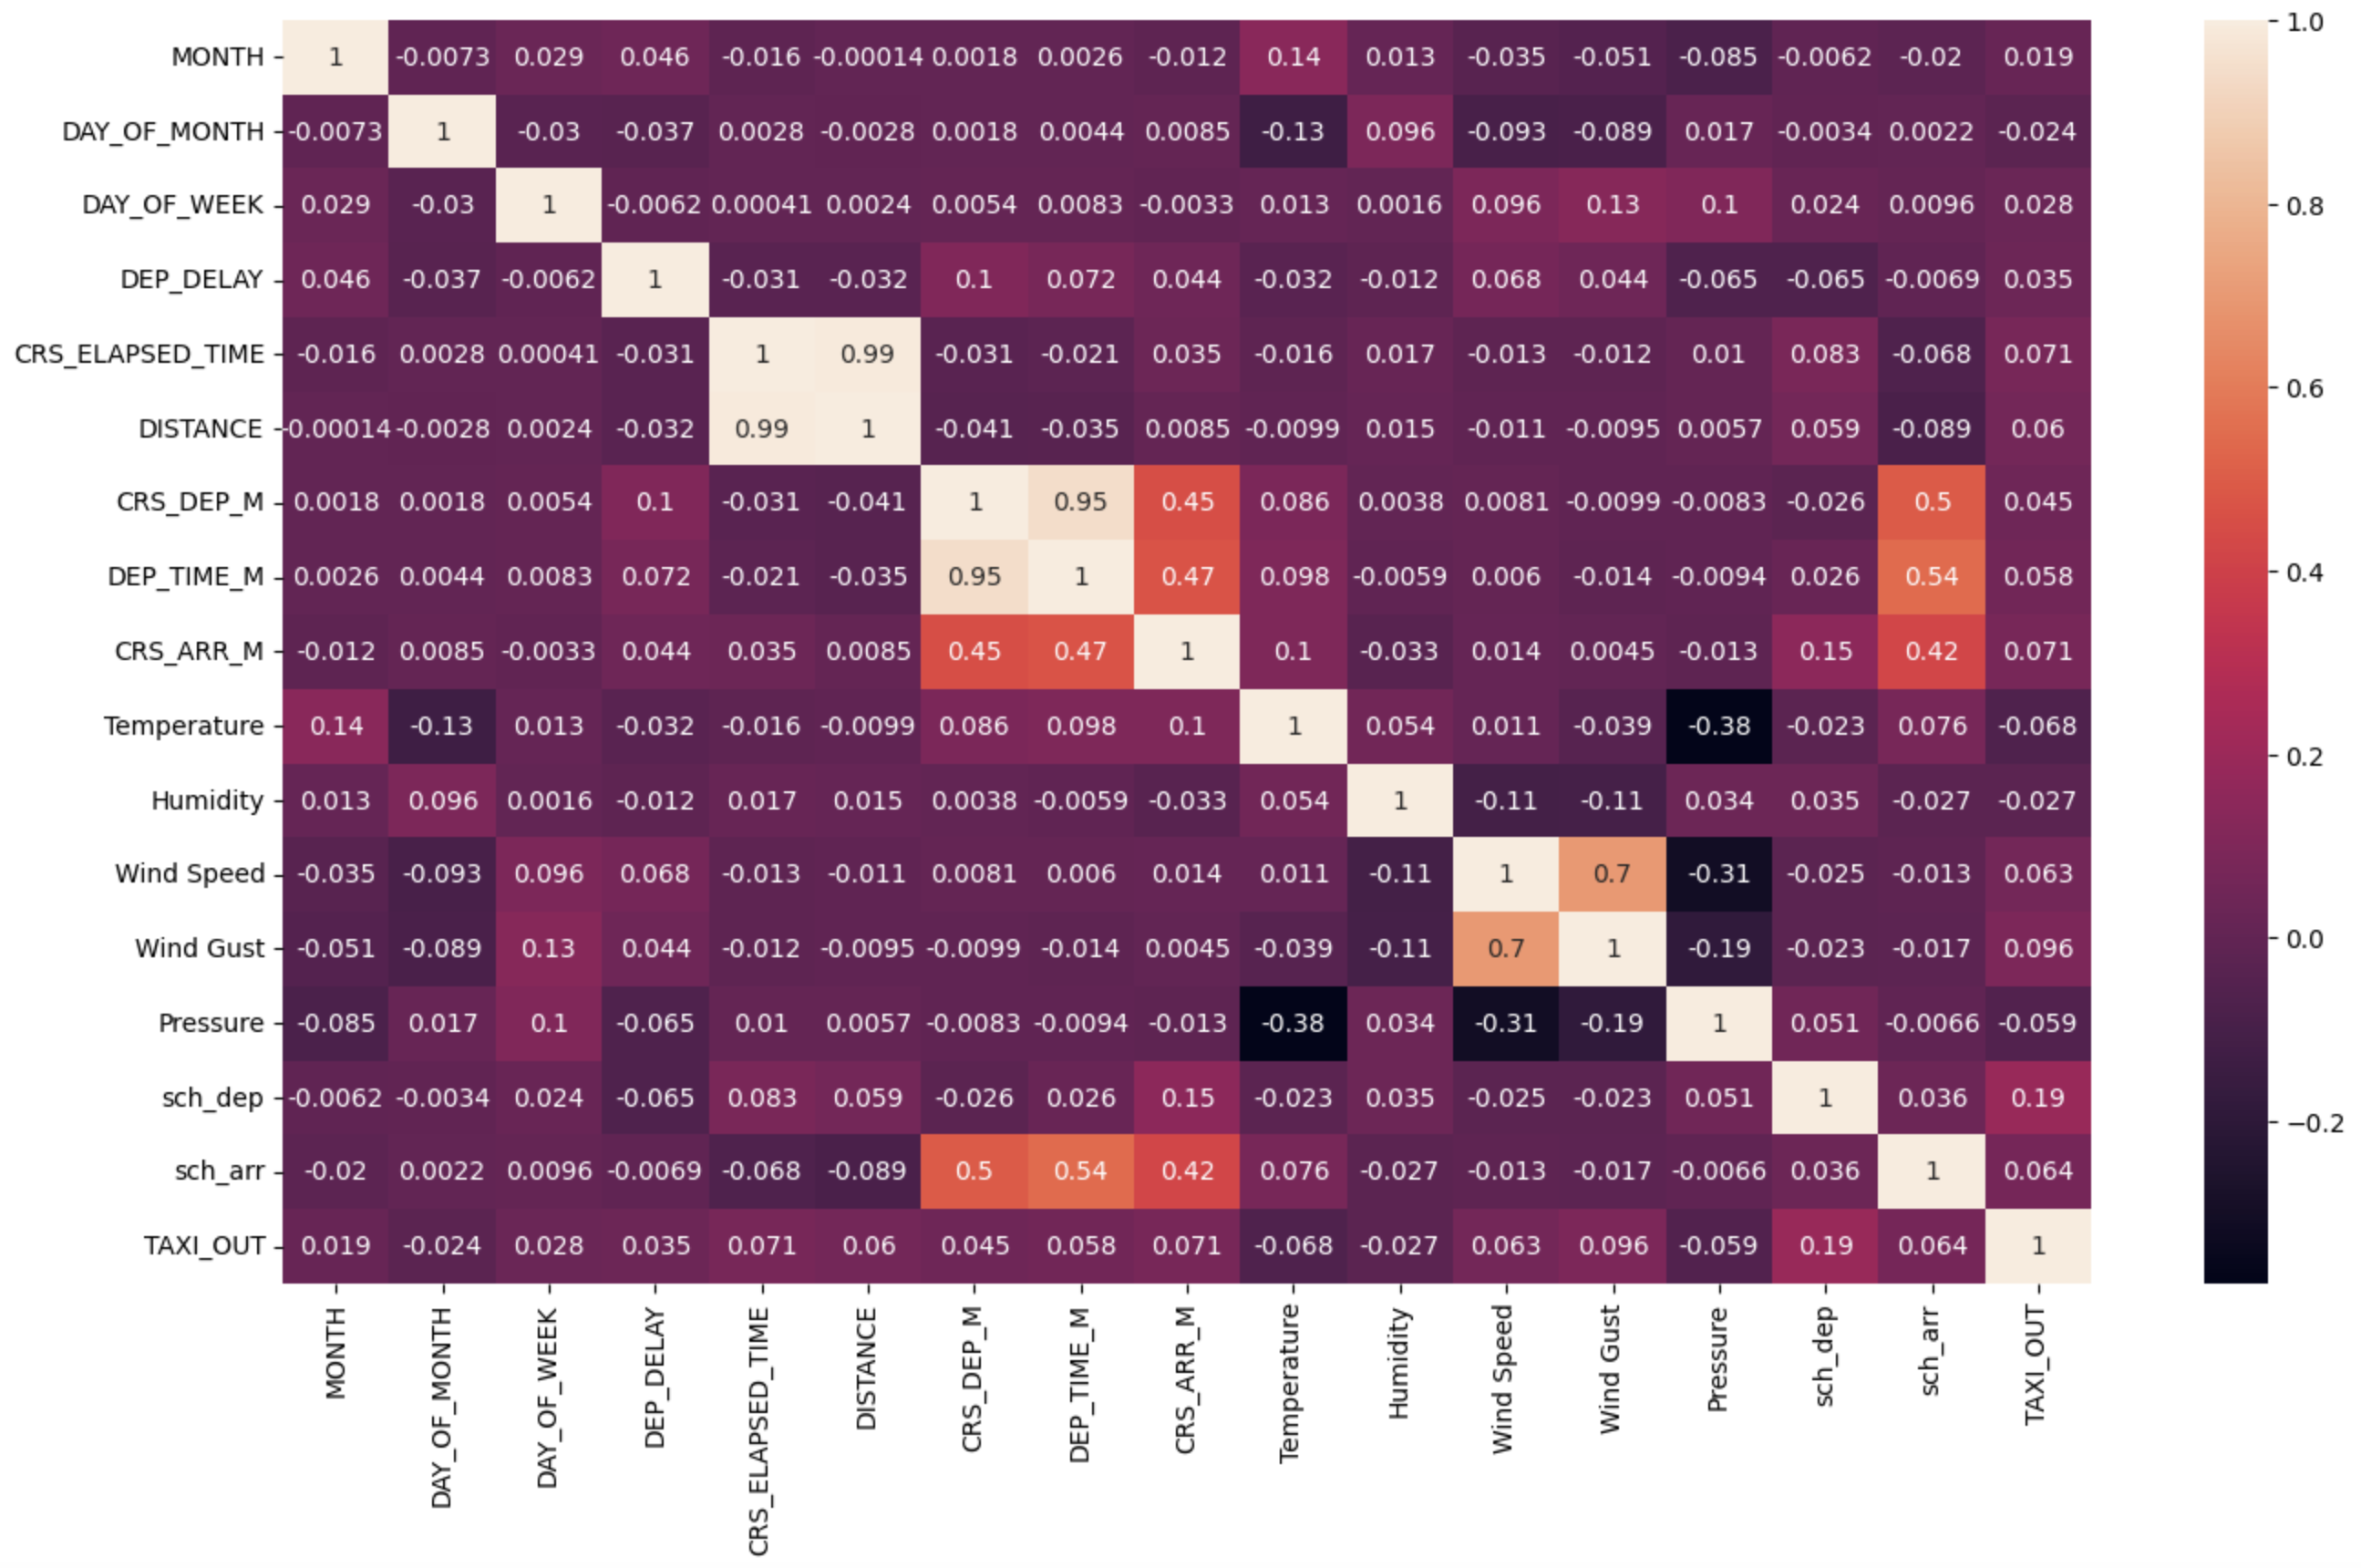 MONTH 1 -0.0073 0.029 0.046 -0.016 -0.00014 0.0018 0.0026 -0.012 0.14 0.013 -0.035 -0.051 -0.085 -0.0062 -0.02 0.019
DAY_OF_MONTH -0.0073 1 -0.03 -0.037 0.0028 -0.0028 0.0018 0.0044 0.0085 -0.13 0.096 -0.093 -0.089 0.017 -0.0034 0.0022 -0.024
DAY_OF_WEEK 0.029 -0.03 1 -0.0062 0.00041 0.0024 0.0054 0.0083 -0.0033 0.013 0.0016 0.096 0.13 0.1 0.024 0.0096 0.028
DEP_DELAY 0.046 -0.037 -0.0062 1 -0.031 -0.032 0.1 0.072 0.044 -0.032 -0.012 0.068 0.044 -0.065 -0.065 -0.0069 0.035
CRS_ELAPSED_TIME -0.016 0.0028 0.00041 -0.031 1 0.99 -0.031 -0.021 0.035 -0.016 0.017 -0.013 -0.012 0.01 0.083 -0.068 0.071
DISTANCE -0.00014 -0.0028 0.0024 -0.032 0.99 1 -0.041 -0.035 0.0085 -0.0099 0.015 -0.011 -0.0095 0.0057 0.059 -0.089 0.06
CRS_DEP_M 0.0018 0.0018 0.0054 0.1 -0.031 -0.041 1 0.95 0.45 0.086 0.0038 0.0081 -0.0099 -0.0083 -0.026 0.5 0.045
DEP_TIME_M 0.0026 0.0044 0.0083 0.072 -0.021 -0.035 0.95 1 0.47 0.098 -0.0059 0.006 -0.014 -0.0094 0.026 0.54 0.058
CRS_ARR_M -0.012 0.0085 -0.0033 0.044 0.035 0.0085 0.45 0.47 1 0.1 -0.033 0.014 0.0045 -0.013 0.15 0.42 0.071
Temperature 0.14 -0.13 0.013 -0.032 -0.016 -0.0099 0.086 0.098 0.1 1 0.054 0.011 -0.039 -0.38 -0.023 0.076 -0.068
Humidity 0.013 0.096 0.0016 -0.012 0.017 0.015 0.0038 -0.0059 -0.033 0.054 1 -0.11 -0.11 0.034 0.035 -0.027 -0.027
Wind Speed -0.035 -0.093 0.096 0.068 -0.013 -0.011 0.0081 0.006 0.014 0.011 -0.11 1 0.7 -0.31 -0.025 -0.013 0.063
Wind Gust -0.051 -0.089 0.13 0.044 -0.012 -0.0095 -0.0099 -0.014 0.0045 -0.039 -0.11 0.7 1 -0.19 -0.023 -0.017 0.096
Pressure -0.085 0.017 0.1 -0.065 0.01 0.0057 -0.0083 -0.0094 -0.013 -0.38 0.034 -0.31 -0.19 1 0.051 -0.0066 -0.059
sch_dep -0.0062 -0.0034 0.024 -0.065 0.083 0.059 -0.026 0.026 0.15 -0.023 0.035 -0.025 -0.023 0.051 1 0.036 0.19
sch_arr -0.02 0.0022 0.0096 -0.0069 -0.068 -0.089 0.5 0.54 0.42 0.076 -0.027 -0.013 -0.017 -0.0066 0.036 1 0.064
TAXI_OUT 0.019 -0.024 0.028 0.035 0.071 0.06 0.045 0.058 0.071 -0.068 -0.027 0.063 0.096 -0.059 0.19 0.064 1
MONTH
DAY_OF_MONTH
DAY_OF_WEEK
DEP_DELAY
CRS_ELAPSED_TIME
DISTANCE
CRS_DEP_M
DEP_TIME_M
CRS_ARR_M
Temperature
Humidity
Wind Speed
Wind Gust
Pressure
sch_dep
sch_arr
TAXI_OUT
1.0
0.8
0.6
0.4
0.2
0.0
−0.2